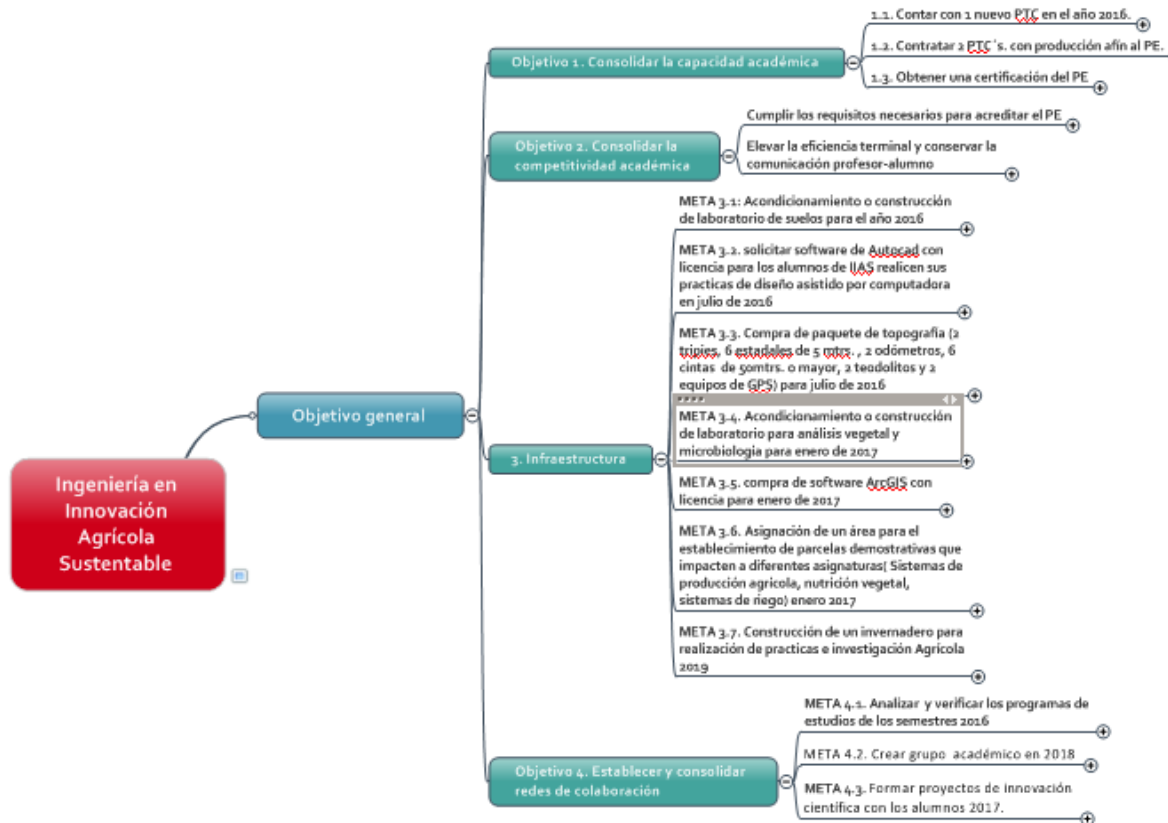 Ingeniería en
Innovación
Agrícola
Sustentable
Objetivo general
Objetivo 1. Consolidar la capacidad académica
1.1. Contar con 1 nuevo PTC en el año 2016.
1.2. Contratar 2 PTC´s. con producción afín al PE.
1.3. Obtener una certificación del PE
Objetivo 2. Consolidar la
competitividad académica
Cumplir los requisitos necesarios para acreditar el PE
Elevar la eficiencia terminal y conservar la
comunicación profesor-alumno
3. Infraestructura
META 3.1: Acondicionamiento o construcción
de laboratorio de suelos para el año 2016
META 3.2. solicitar software de Autocad con
licencia para los alumnos de IIAS realicen sus
practicas de diseño asistido por computadora
en julio de 2016
META 3.3. Compra de paquete de topografía (2
tripies, 6 estadales de 5 mtrs. , 2 odómetros, 6
cintas de 50mtrs. o mayor, 2 teodolitos y 2
equipos de GPS) para julio de 2016
META 3.4. Acondicionamiento o construcción
de laboratorio para análisis vegetal y
microbiologia para enero de 2017
META 3.5. compra de software ArcGIS con
licencia para enero de 2017
META 3.6. Asignación de un área para el
establecimiento de parcelas demostrativas que
impacten a diferentes asignaturas( Sistemas de
producción agrícola, nutrición vegetal,
sistemas de riego) enero 2017
META 3.7. Construcción de un invernadero para
realización de practicas e investigación Agrícola
2019
Objetivo 4. Establecer y consolidar
redes de colaboración
META 4.1. Analizar y verificar los programas de
estudios de los semestres 2016
META 4.2. Crear grupo académico en 2018
META 4.3. Formar proyectos de innovación
científica con los alumnos 2017.